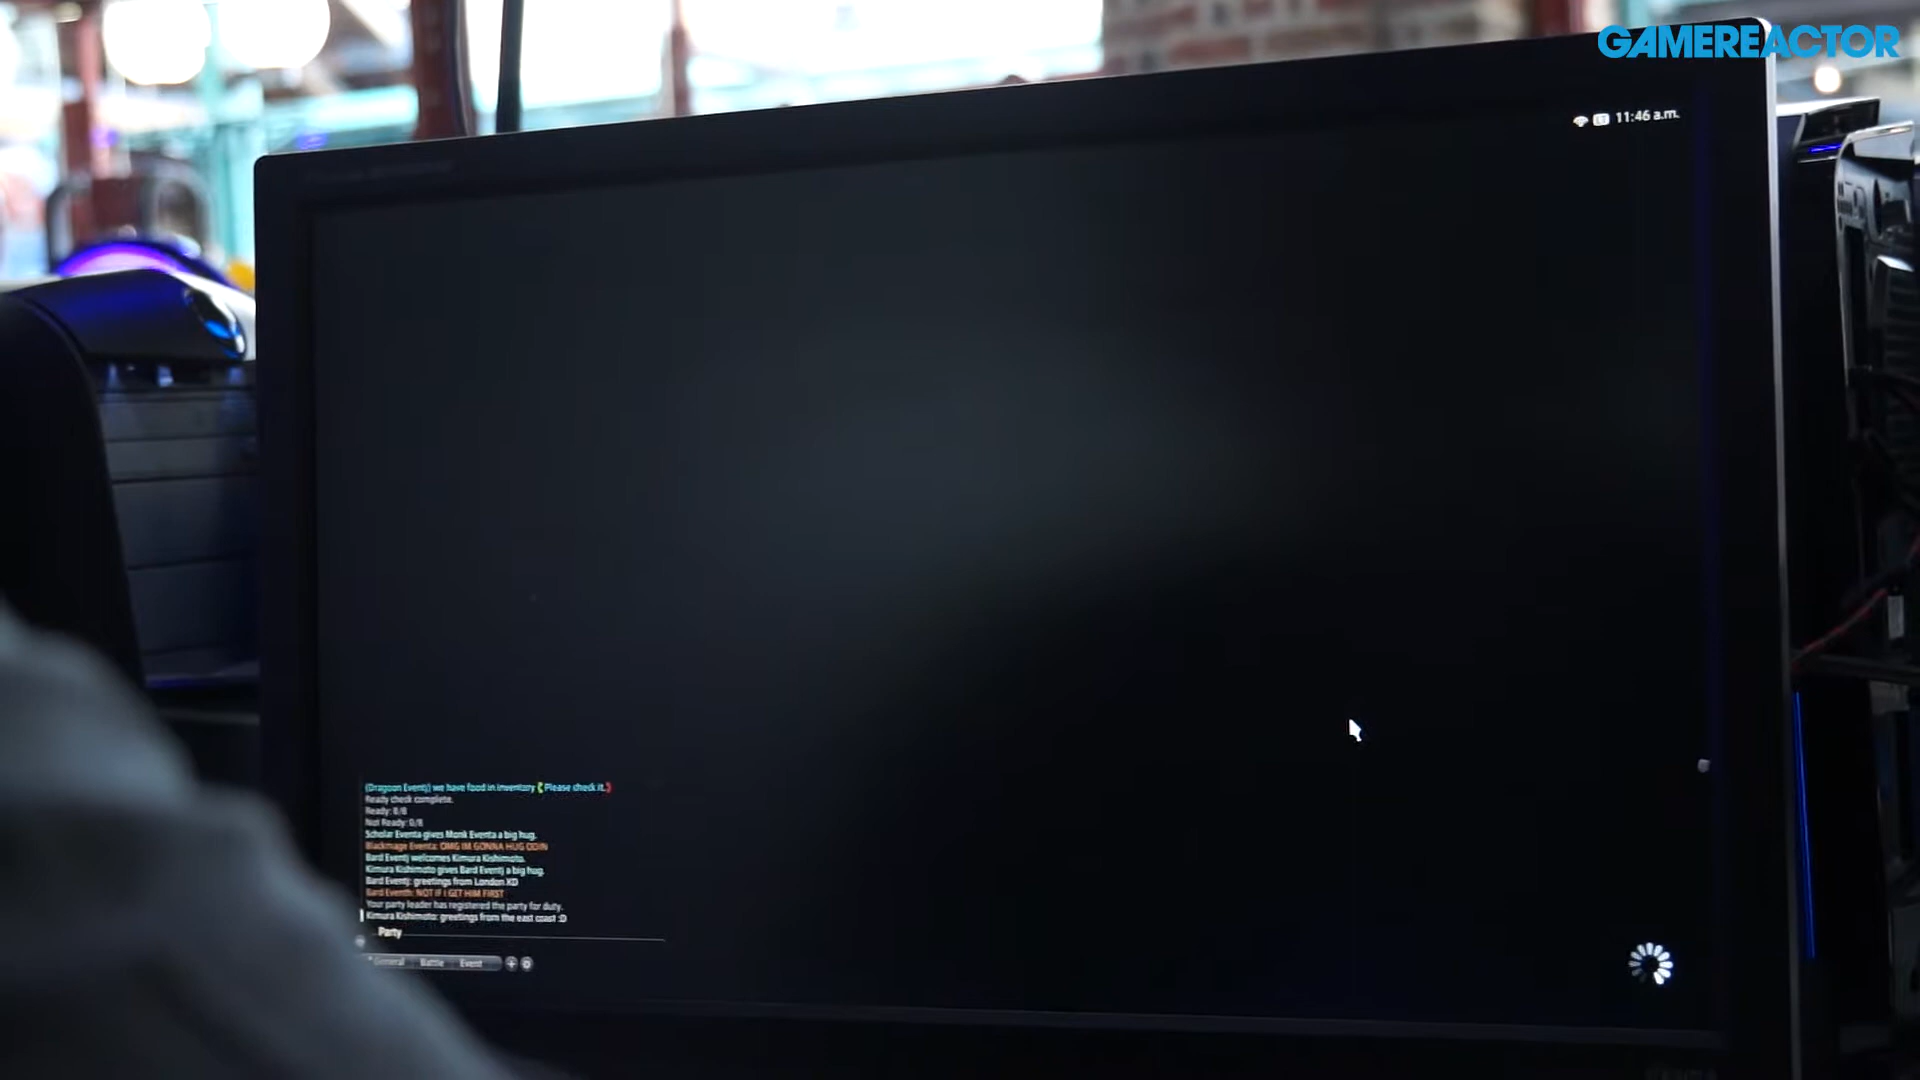 GAMEREACTOR
LT 11:46 a.m.
(Dragoon Eventj) we have food in inventory Please check it.
Ready check complete.
Ready: 8/8
Not Ready: 0/8
Scholar Eventa gives Monk Eventa a big hug.
Blackmage Eventa: OMG IM GONNA HUG ODIN
Bard Eventj welcomes Kimura Kishimoto.
Kimura Kishimoto gives Bard Eventj a big hug.
Bard Eventj: greetings from London XD
Bard Eventh: NOT IF I GET HIM FIRST
Your party leader has registered the party for duty.
Kimura Kishimoto: greetings from the east coast :D
Party
General Battle Event